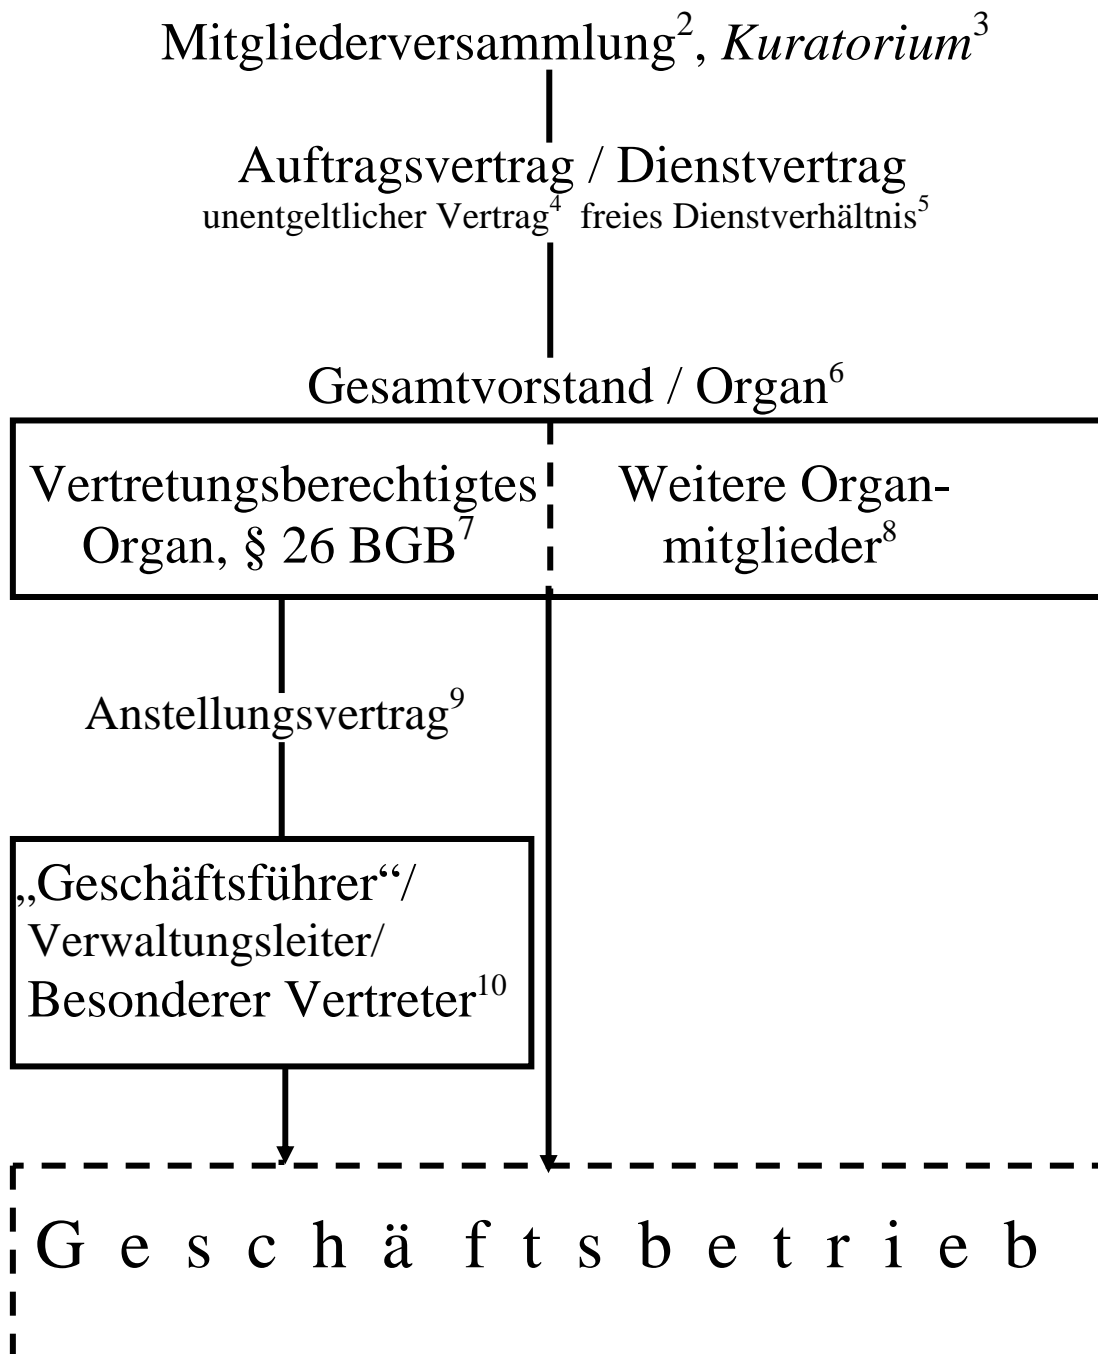 Mitgliederversammlung², Kuratorium³
Auftragsvertrag / Dienstvertrag
unentgeltlicher Vertrag⁴ freies Dienstverhältnis⁵
Gesamtvorstand / Organ⁶
Vertretungsberechtigtes
Organ, § 26 BGB⁷
Weitere Organ-
mitglieder⁸
Anstellungsvertrag⁹
„Geschäftsführer“/
Verwaltungsleiter/
Besonderer Vertreter¹⁰
G e s c h ä f t s b e t r i e b